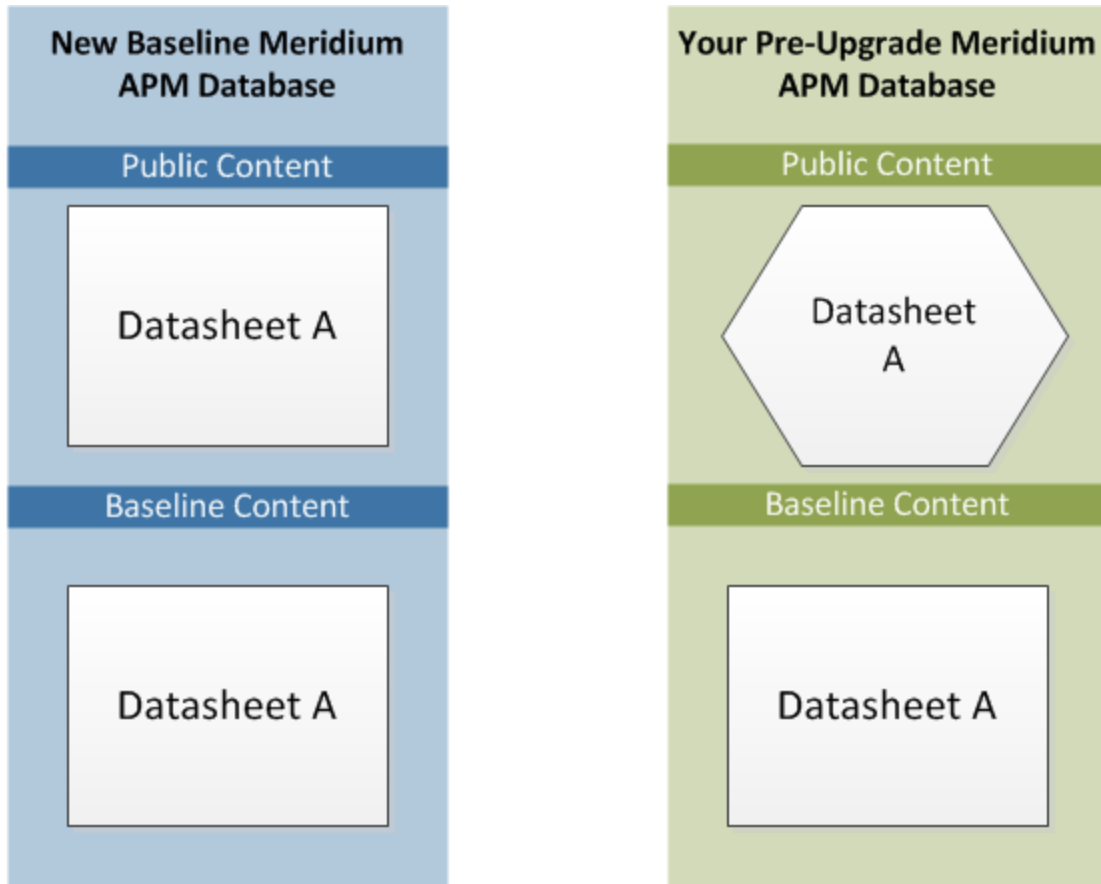 New Baseline Meridium
APM Database
Public Content
Datasheet A
Baseline Content
Datasheet A
Your Pre-Upgrade Meridium
APM Database
Public Content
Datasheet
A
Baseline Content
Datasheet A